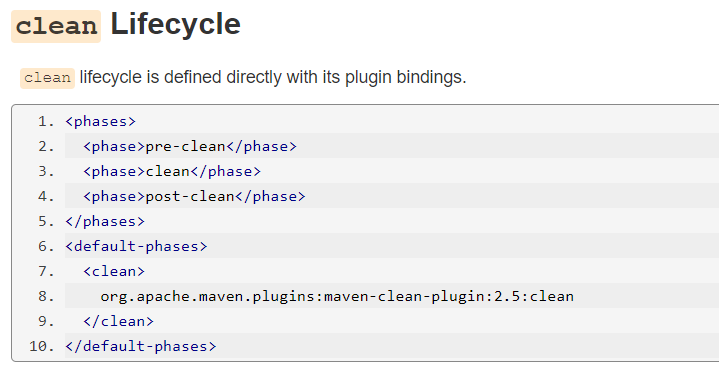 clean Lifecycle
clean lifecycle is defined directly with its plugin bindings.
1. <phases>
2.   <phase>pre-clean</phase>
3.   <phase>clean</phase>
4.   <phase>post-clean</phase>
5. </phases>
6. <default-phases>
7.   <clean>
8.     org.apache.maven.plugins:maven-clean-plugin:2.5:clean
9.   </clean>
10. </default-phases>